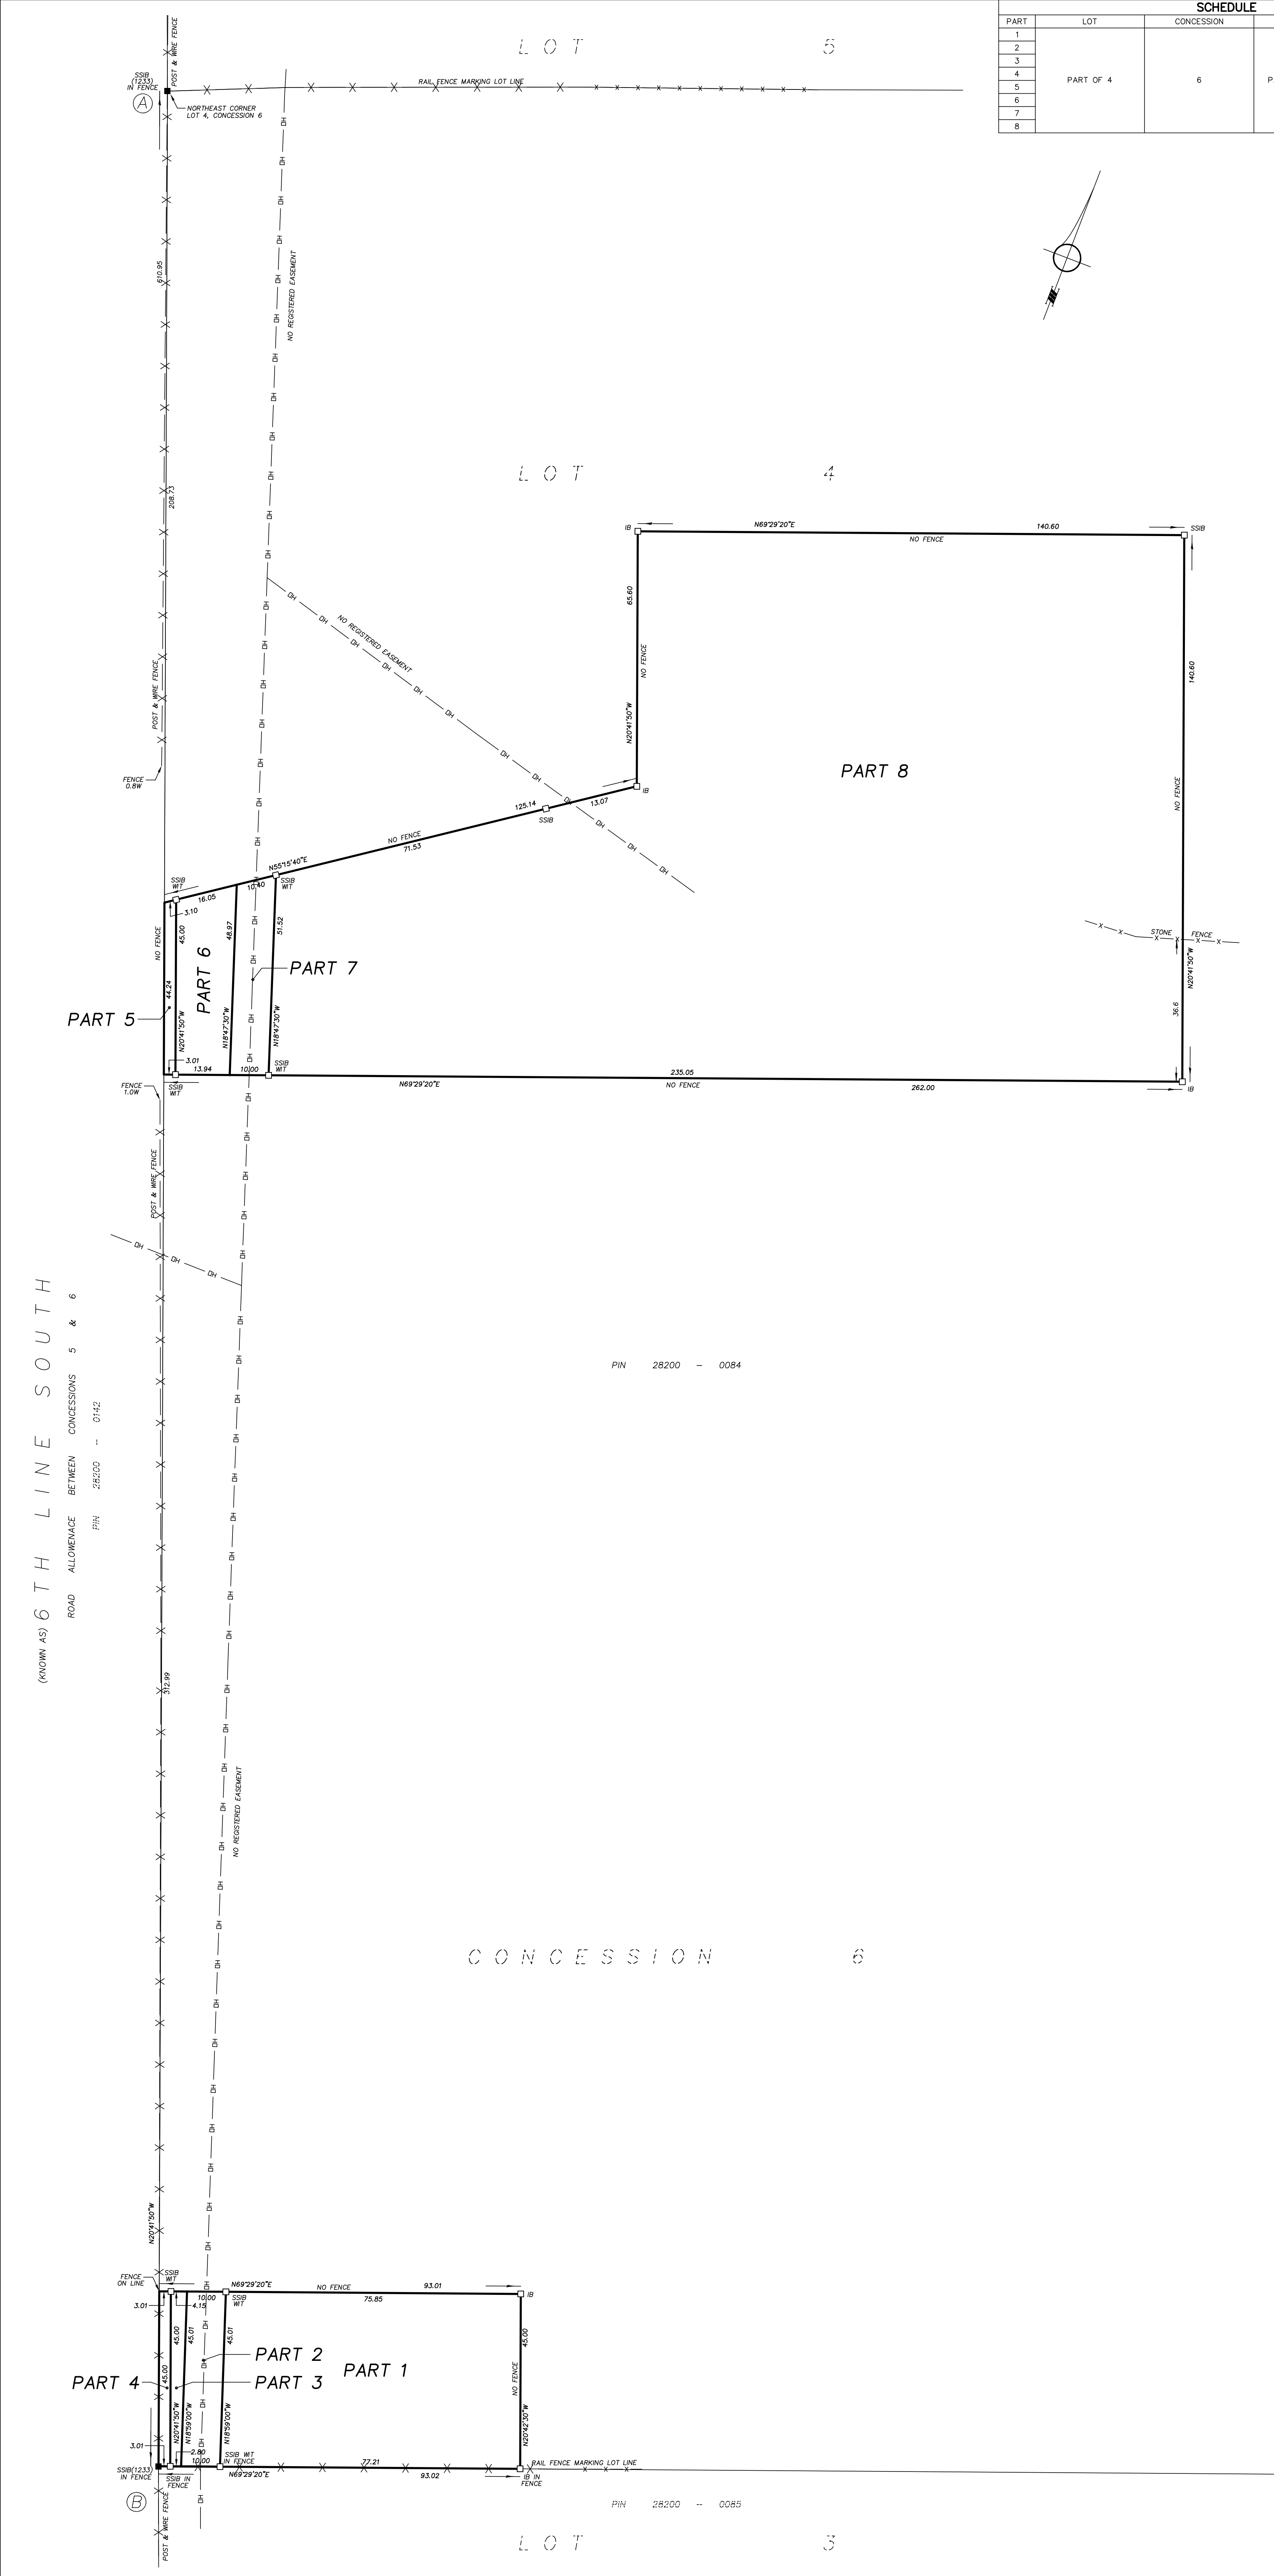 SCHEDULE
PART LOT CONCESSION P
1
2
3
4
5
6
7
8
PART OF 4
6
LOT 5
POST & WIRE FENCE
SSIB
(1233)
IN FENCE
A
NORTHEAST CORNER
LOT 4, CONCESSION 6
RAIL FENCE MARKING LOT LINE
610.95
NO REGISTERED EASEMENT
208.73
LOT 4
IB
N69°29'20"E
140.60
SSIB
NO FENCE
65.60
NO FENCE
N20°41'50"W
140.60
NO FENCE
NO REGISTERED EASEMENT
POST & WIRE FENCE
FENCE
0.8W
PART 8
IB
13.07
125.14
SSIB
NO FENCE
71.53
N55°15'40"E
SSIB
WIT
SSIB
WIT
10.40
16.05
3.10
NO FENCE
45.00
48.97
51.52
PART 6
PART 7
PART 5
44.24
N20°41'50"W
N18°47'30"W
N18°47'30"W
STONE FENCE
N20°41'50"W
36.6
3.01
13.94
10.00
SSIB
WIT
SSIB
WIT
235.05
N69°29'20"E
NO FENCE
262.00
IB
FENCE
1.0W
POST & WIRE FENCE
DH
(KNOWN AS) 6TH LINE SOUTH
ROAD ALLOWENACE BETWEEN CONCESSIONS 5 & 6
PIN 28200 - 0142
PIN 28200 - 0084
312.99
NO REGISTERED EASEMENT
CONCESSION 6
N20°41'50"W
FENCE
ON LINE
SSIB
WIT
N69°29'20"E
NO FENCE
93.01
75.85
IB
3.01
4.15
10.00
SSIB
WIT
45.00
45.00
45.01
45.01
45.00
PART 2
PART 1
PART 4
PART 3
NO FENCE
N20°41'50"W
N18°59'00"W
N18°59'00"W
N20°42'30"W
3.01
2.80
10.00
SSIB WIT
IN FENCE
77.21
RAIL FENCE MARKING LOT LINE
SSIB(1233)
IN FENCE
SSIB IN
FENCE
N69°29'20"E
93.02
IB IN
FENCE
B
POST & WIRE FENCE
PIN 28200 - 0085
LOT 3